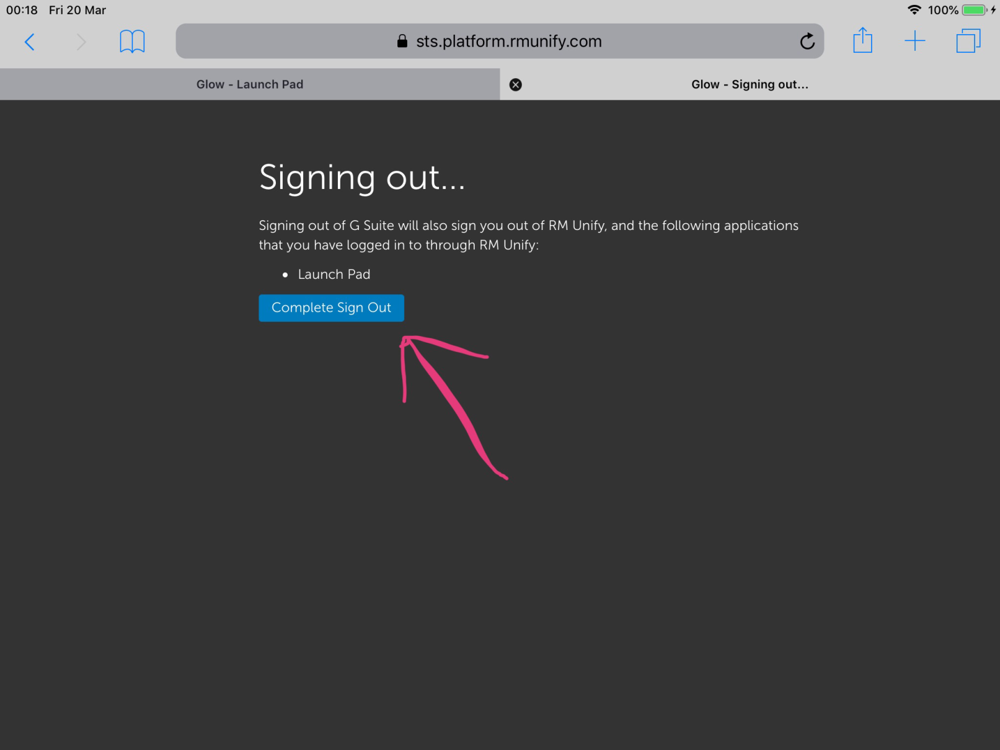 00:18 Fri 20 Mar 100%
sts.platform.rmunify.com
Glow - Launch Pad Glow - Signing out...
Signing out...
Signing out of G Suite will also sign you out of RM Unify, and the following applications
that you have logged in to through RM Unify:
• Launch Pad
Complete Sign Out